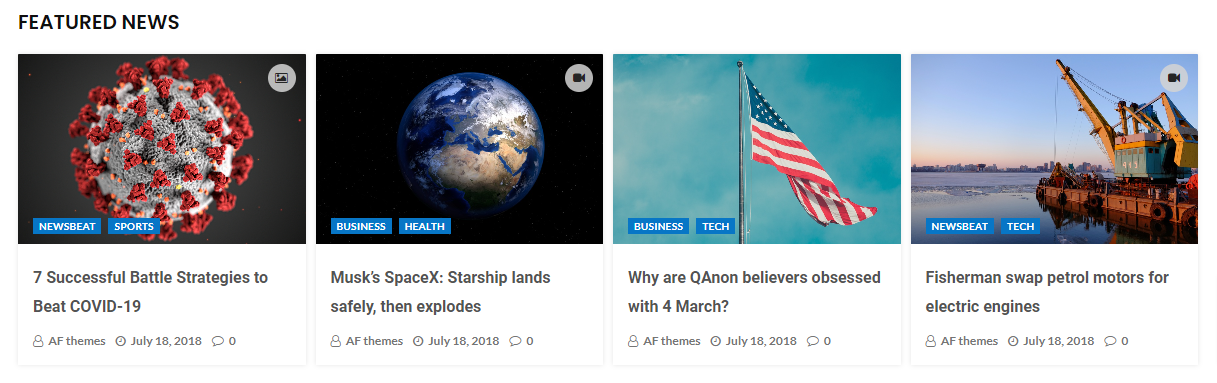 FEATURED NEWS
NEWSBEAT SPORTS
7 Successful Battle Strategies to
Beat COVID-19
AF themes July 18, 2018 0
BUSINESS HEALTH
Musk’s SpaceX: Starship lands
safely, then explodes
AF themes July 18, 2018 0
BUSINESS TECH
Why are QAnon believers obsessed
with 4 March?
AF themes July 18, 2018 0
NEWSBEAT TECH
Fisherman swap petrol motors for
electric engines
AF themes July 18, 2018 0